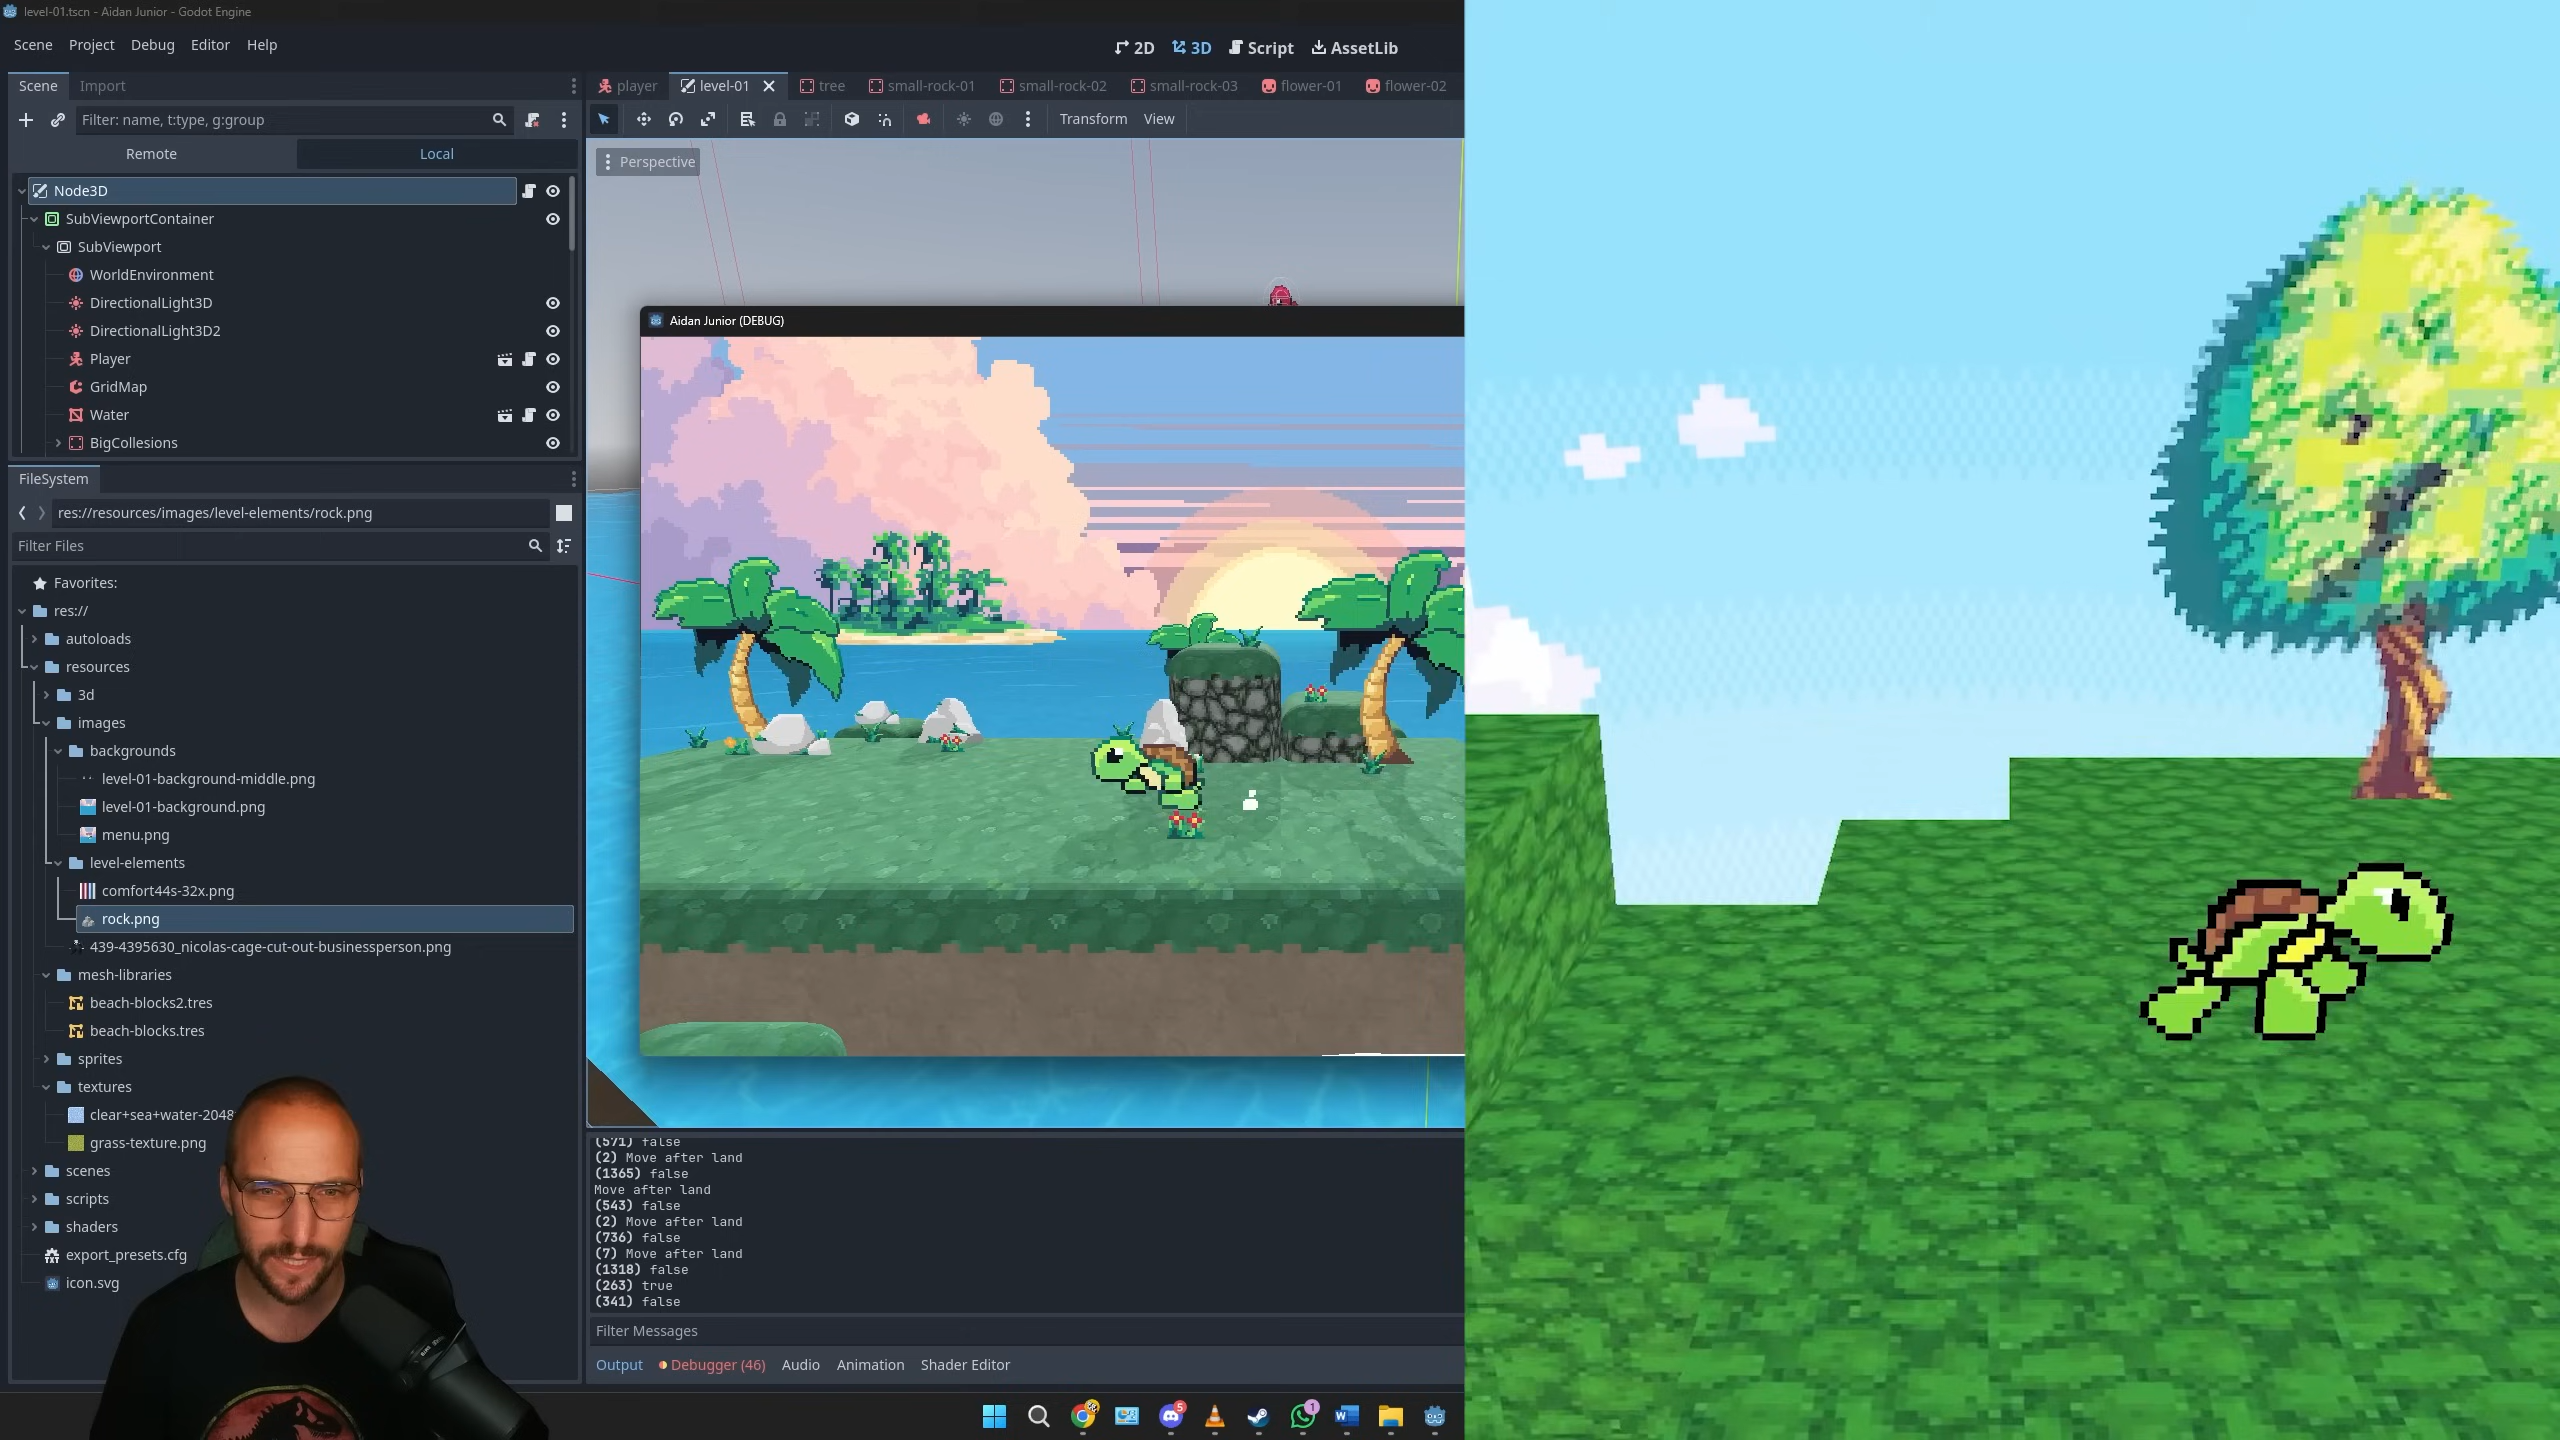 level-01.tscn - Aidan Junior - Godot Engine
Scene Project Debug Editor Help
2D 3D Script AssetLib
Scene Import
player level-01 tree small-rock-01 small-rock-02 small-rock-03 flower-01 flower-02
Filter: name, t:type, g:group
Transform View
Remote Local
Perspective
Node3D
SubViewportContainer
SubViewport
WorldEnvironment
DirectionalLight3D
DirectionalLight3D2
Player
GridMap
Water
BigCollesions
Aidan Junior (DEBUG)
FileSystem
res://resources/images/level-elements/rock.png
Filter Files
Favorites:
res://
autoloads
resources
3d
images
backgrounds
level-01-background-middle.png
level-01-background.png
menu.png
level-elements
comfort44s-32x.png
rock.png
439-4395630_nicolas-cage-cut-out-businessperson.png
mesh-libraries
beach-blocks2.tres
beach-blocks.tres
sprites
textures
clear+sea+water-2048
grass-texture.png
scenes
scripts
shaders
export_presets.cfg
icon.svg
(571) false
(2) Move after land
(1365) false
Move after land
(543) false
(2) Move after land
(736) false
(7) Move after land
(1318) false
(263) true
(341) false
Filter Messages
Output Debugger (46) Audio Animation Shader Editor
5
1